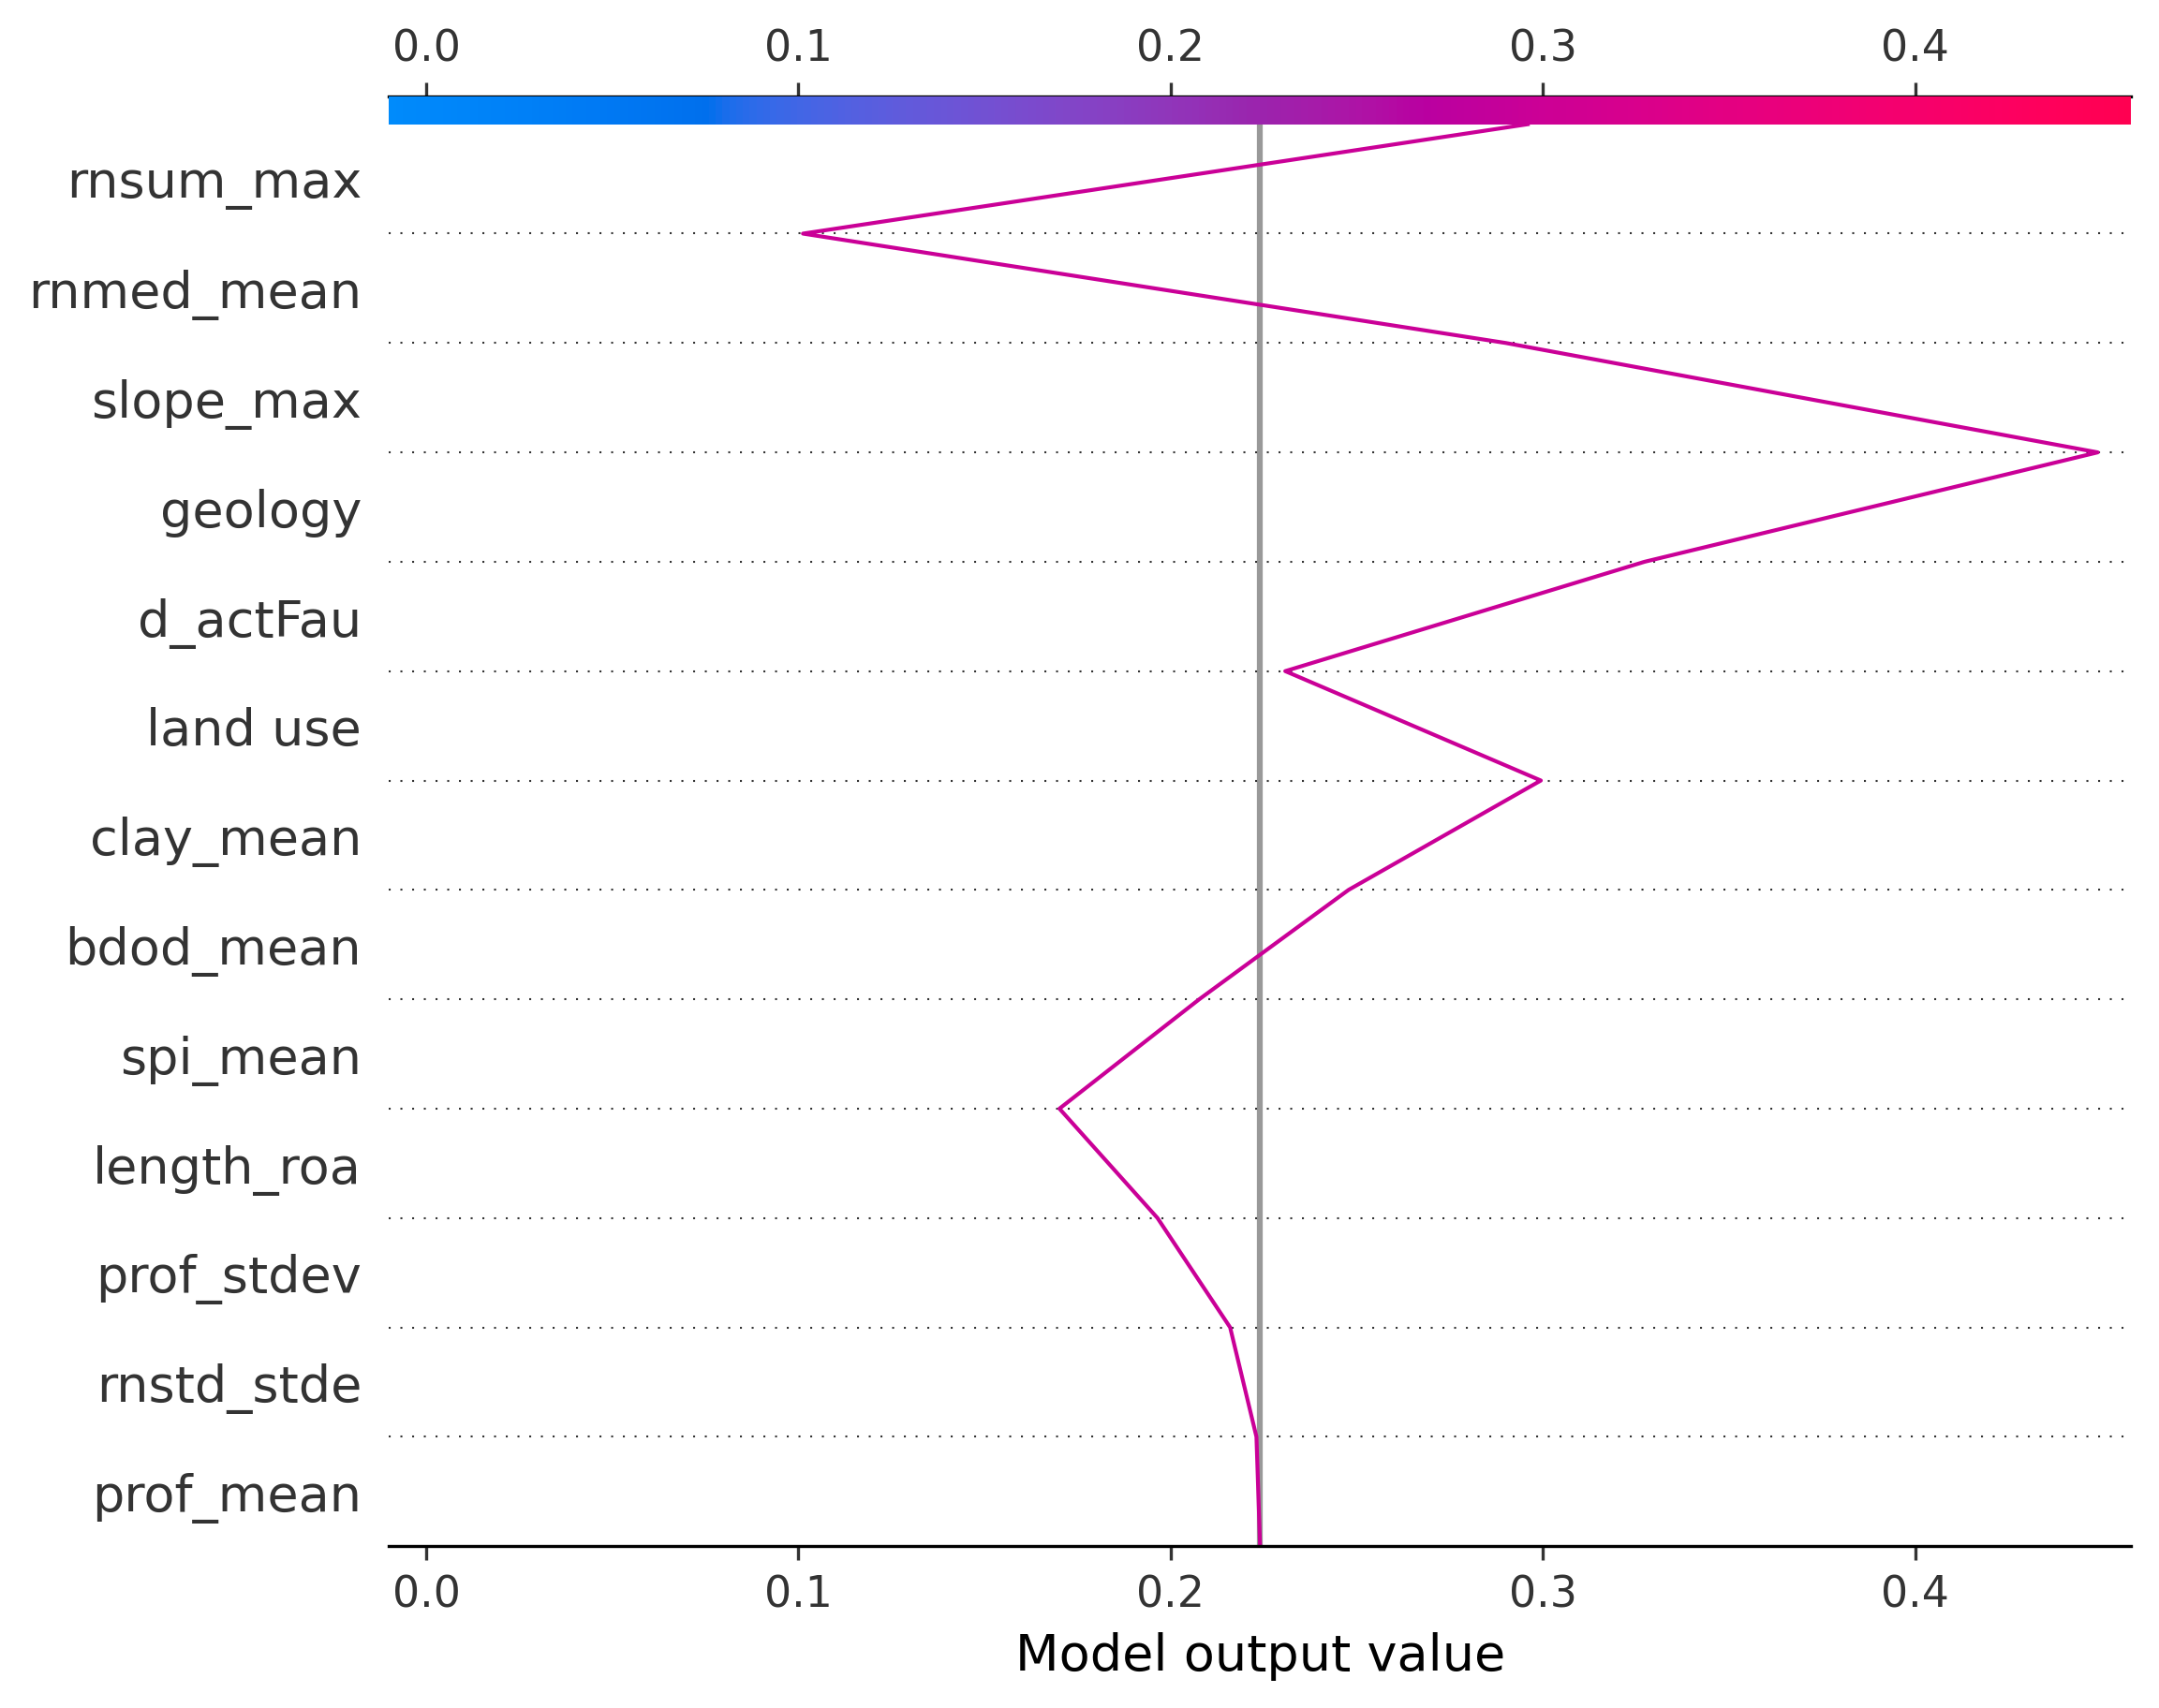 0.0 0.1 0.2 0.3 0.4
rnsum_max
rnmed_mean
slope_max
geology
d_actFau
land use
clay_mean
bdod_mean
spi_mean
length_roa
prof_stdev
rnstd_stde
prof_mean
0.0 0.1 0.2 0.3 0.4
Model output value